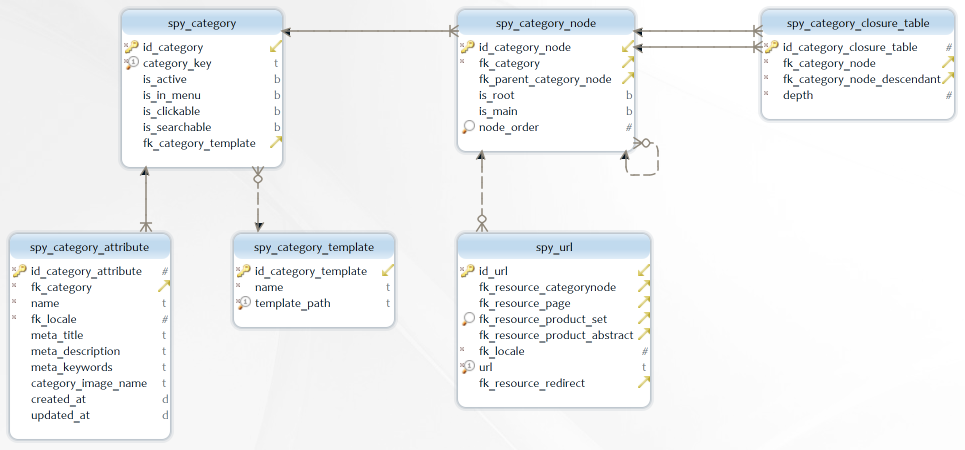 spy_category
id_category
category_key t
is_active b
is_in_menu b
is_clickable b
is_searchable b
fk_category_template
spy_category_node
id_category_node
fk_category
fk_parent_category_node
is_root b
is_main b
node_order #
spy_category_closure_table
id_category_closure_table #
fk_category_node
fk_category_node_descendant
depth #
spy_category_attribute
id_category_attribute #
fk_category
name t
fk_locale #
meta_title t
meta_description t
meta_keywords t
category_image_name t
created_at d
updated_at d
spy_category_template
id_category_template
name t
template_path t
spy_url
id_url
fk_resource_categorynode
fk_resource_page
fk_resource_product_set
fk_resource_product_abstract
fk_locale #
url t
fk_resource_redirect